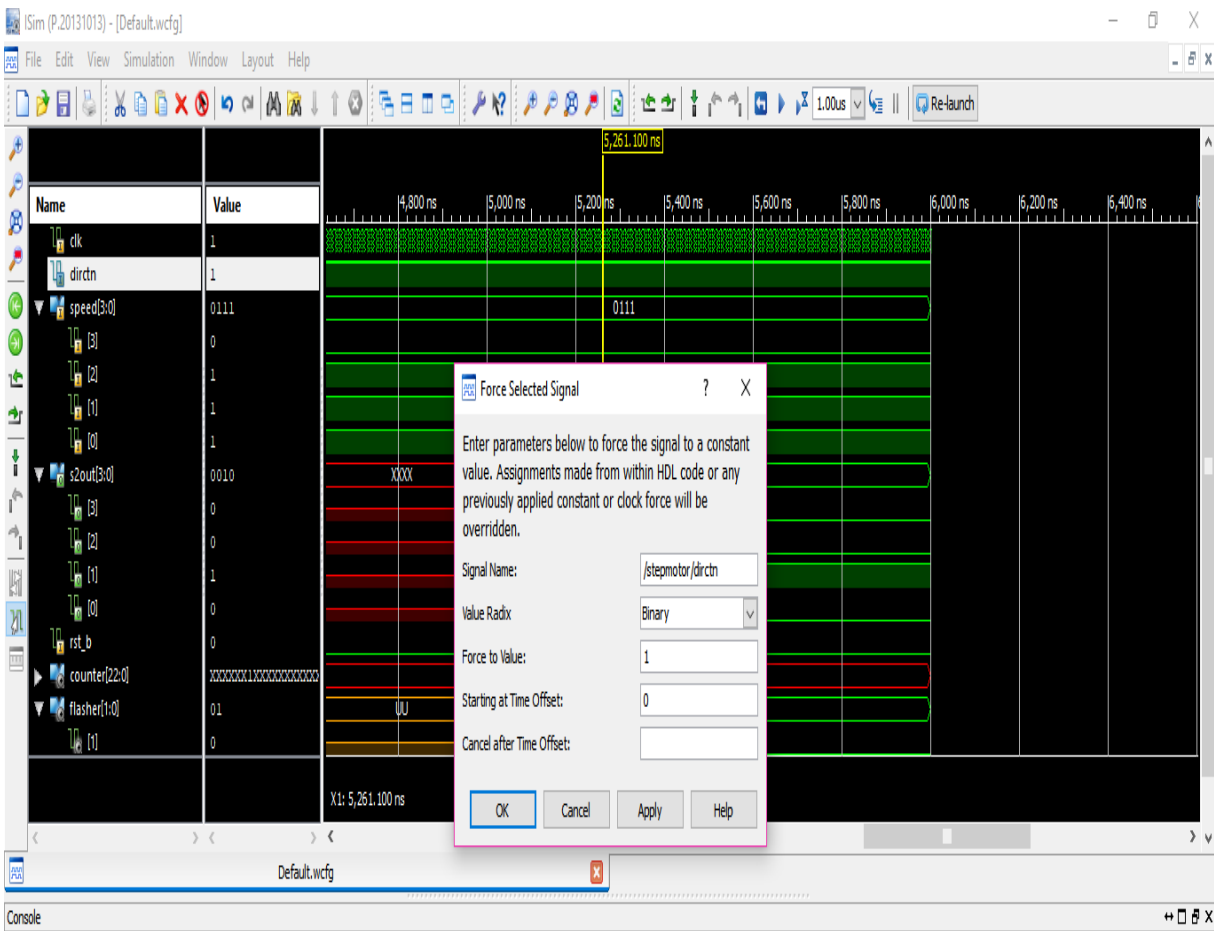 ISim (P.20131013) - [Default.wcfg]
File Edit View Simulation Window Layout Help
1.00us Re-launch
5,261.100 ns
Name Value
4,800 ns 5,000 ns 5,200 ns 5,400 ns 5,600 ns 5,800 ns 6,000 ns 6,200 ns 6,400 ns
clk 1
dirctn 1
speed[3:0] 0111 0111
[3] 0
[2] 1
[1] 1
[0] 1
s2out[3:0] 0010 XXXX
[3] 0
[2] 0
[1] 1
[0] 0
rst_b 0
counter[22:0] XXXXXX1XXXXXXXXXXX
flasher[1:0] 01 UU
[1] 0
X1: 5,261.100 ns
Force Selected Signal ? X
Enter parameters below to force the signal to a constant
value. Assignments made from within HDL code or any
previously applied constant or clock force will be
overridden.
Signal Name: /stepmotor/dirctn
Value Radix Binary
Force to Value: 1
Starting at Time Offset: 0
Cancel after Time Offset:
OK Cancel Apply Help
Default.wcfg
Console